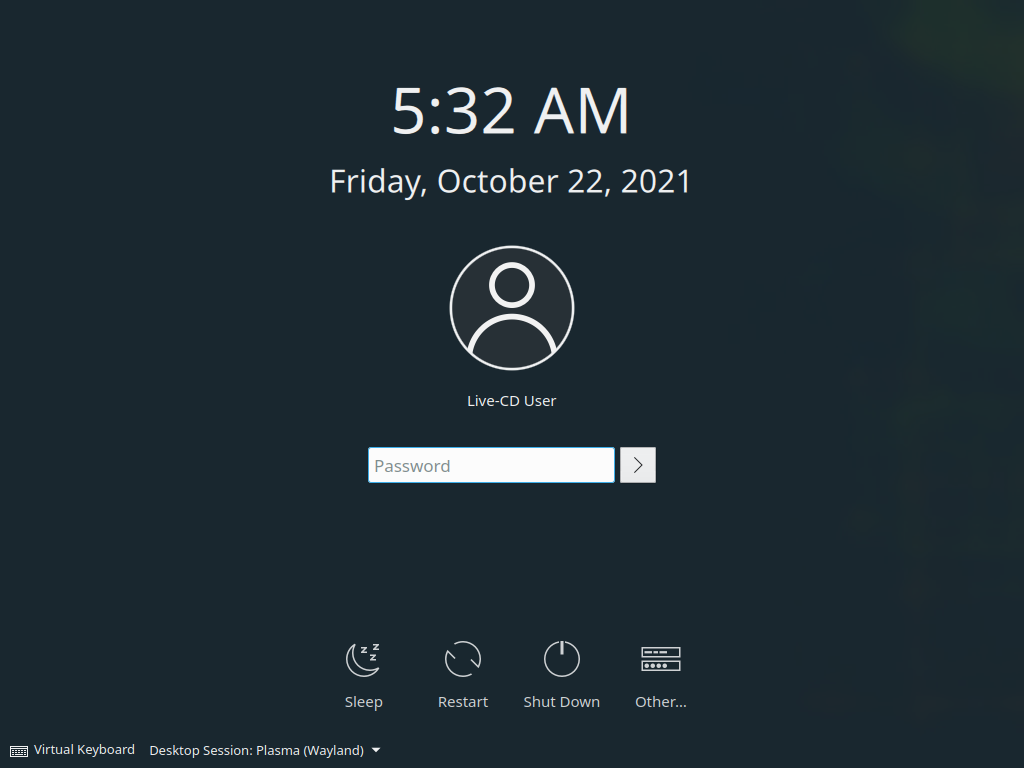 5:32 AM
Friday, October 22, 2021
Live-CD User
Password
Sleep
Restart
Shut Down
Other...
Virtual Keyboard
Desktop Session: Plasma (Wayland)